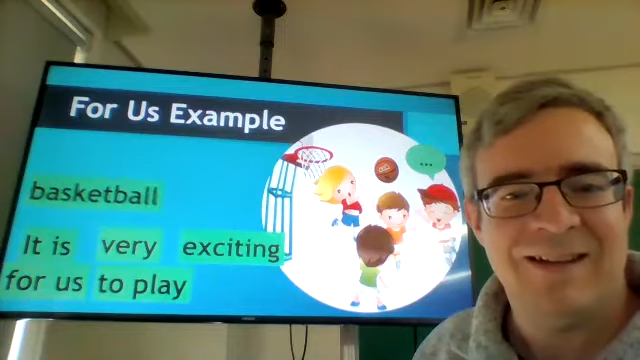 For Us Example
...
basketball
It is very exciting
for us to play